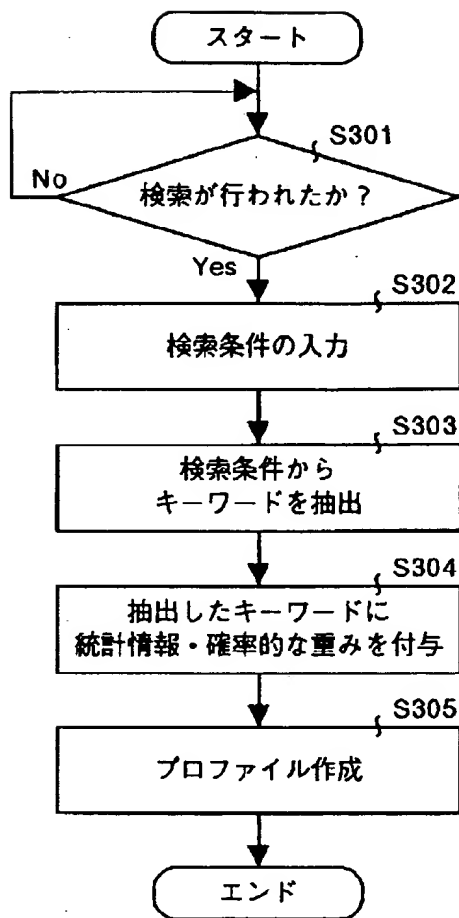 スタート
S301
No
検索が行われたか？
Yes
S302
検索条件の入力
S303
検索条件から
キーワードを抽出
S304
抽出したキーワードに
統計情報・確率的な重みを付与
S305
プロファイル作成
エンド